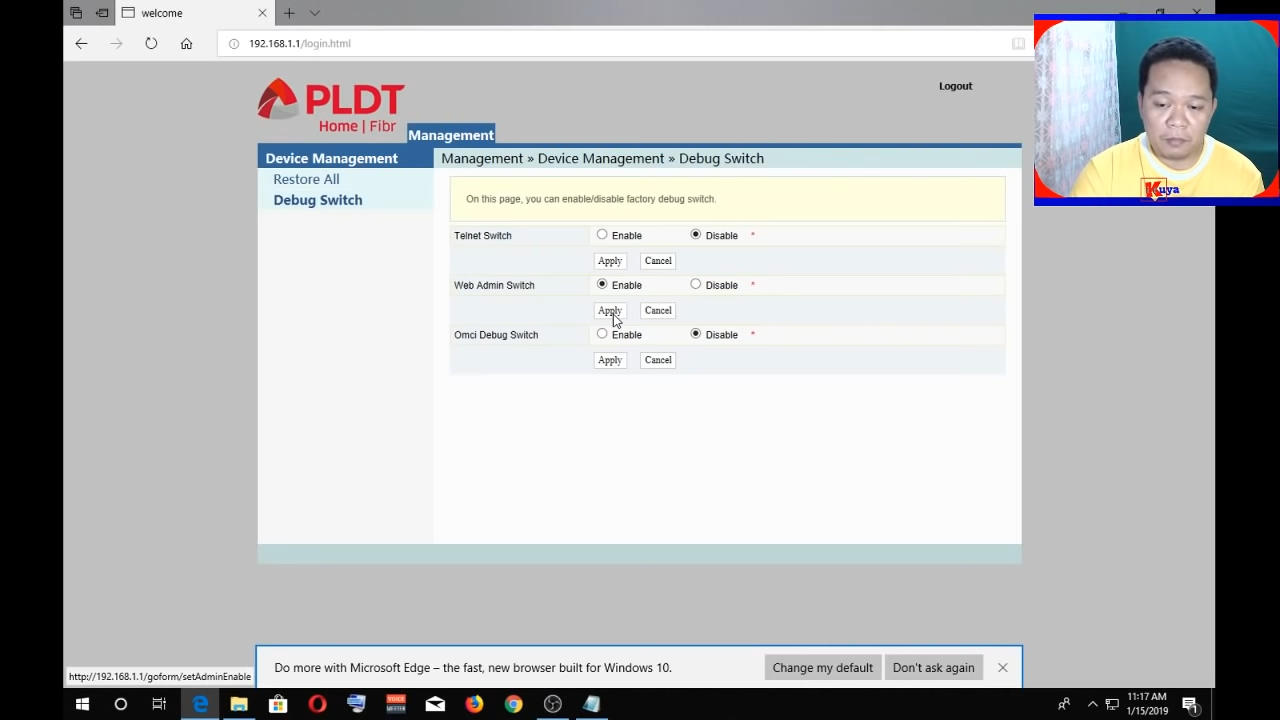 welcome
192.168.1.1/login.html
PLDT
Home | Fibr
Logout
Management
Device Management
Management » Device Management » Debug Switch
Restore All
Debug Switch
On this page, you can enable/disable factory debug switch.
Telnet Switch Enable Disable *
Apply Cancel
Web Admin Switch Enable Disable *
Apply Cancel
Omci Debug Switch Enable Disable *
Apply Cancel
Kuya
Do more with Microsoft Edge – the fast, new browser built for Windows 10. Change my default Don't ask again
http://192.168.1.1/goform/setAdminEnable
VOICE
MEETER
11:17 AM
1/15/2019
1